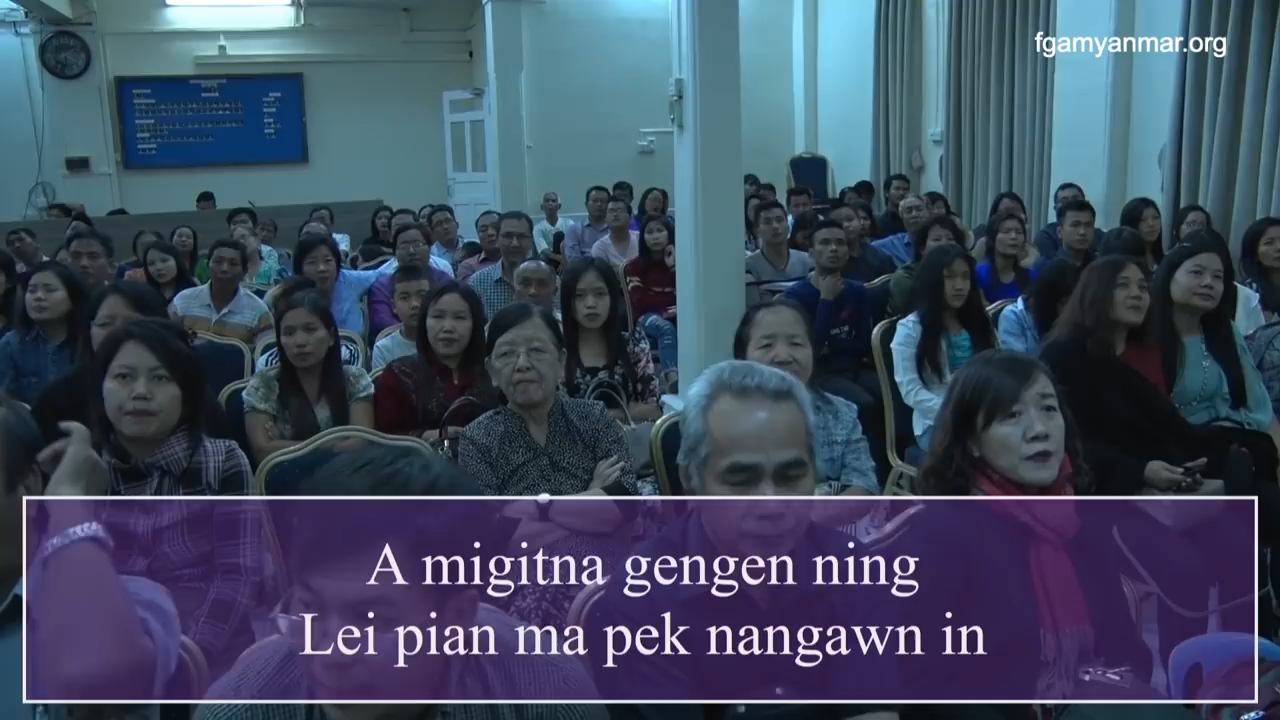 fgamyanmar.org
A migitna gengen ning
Lei pian ma pek nangawn in